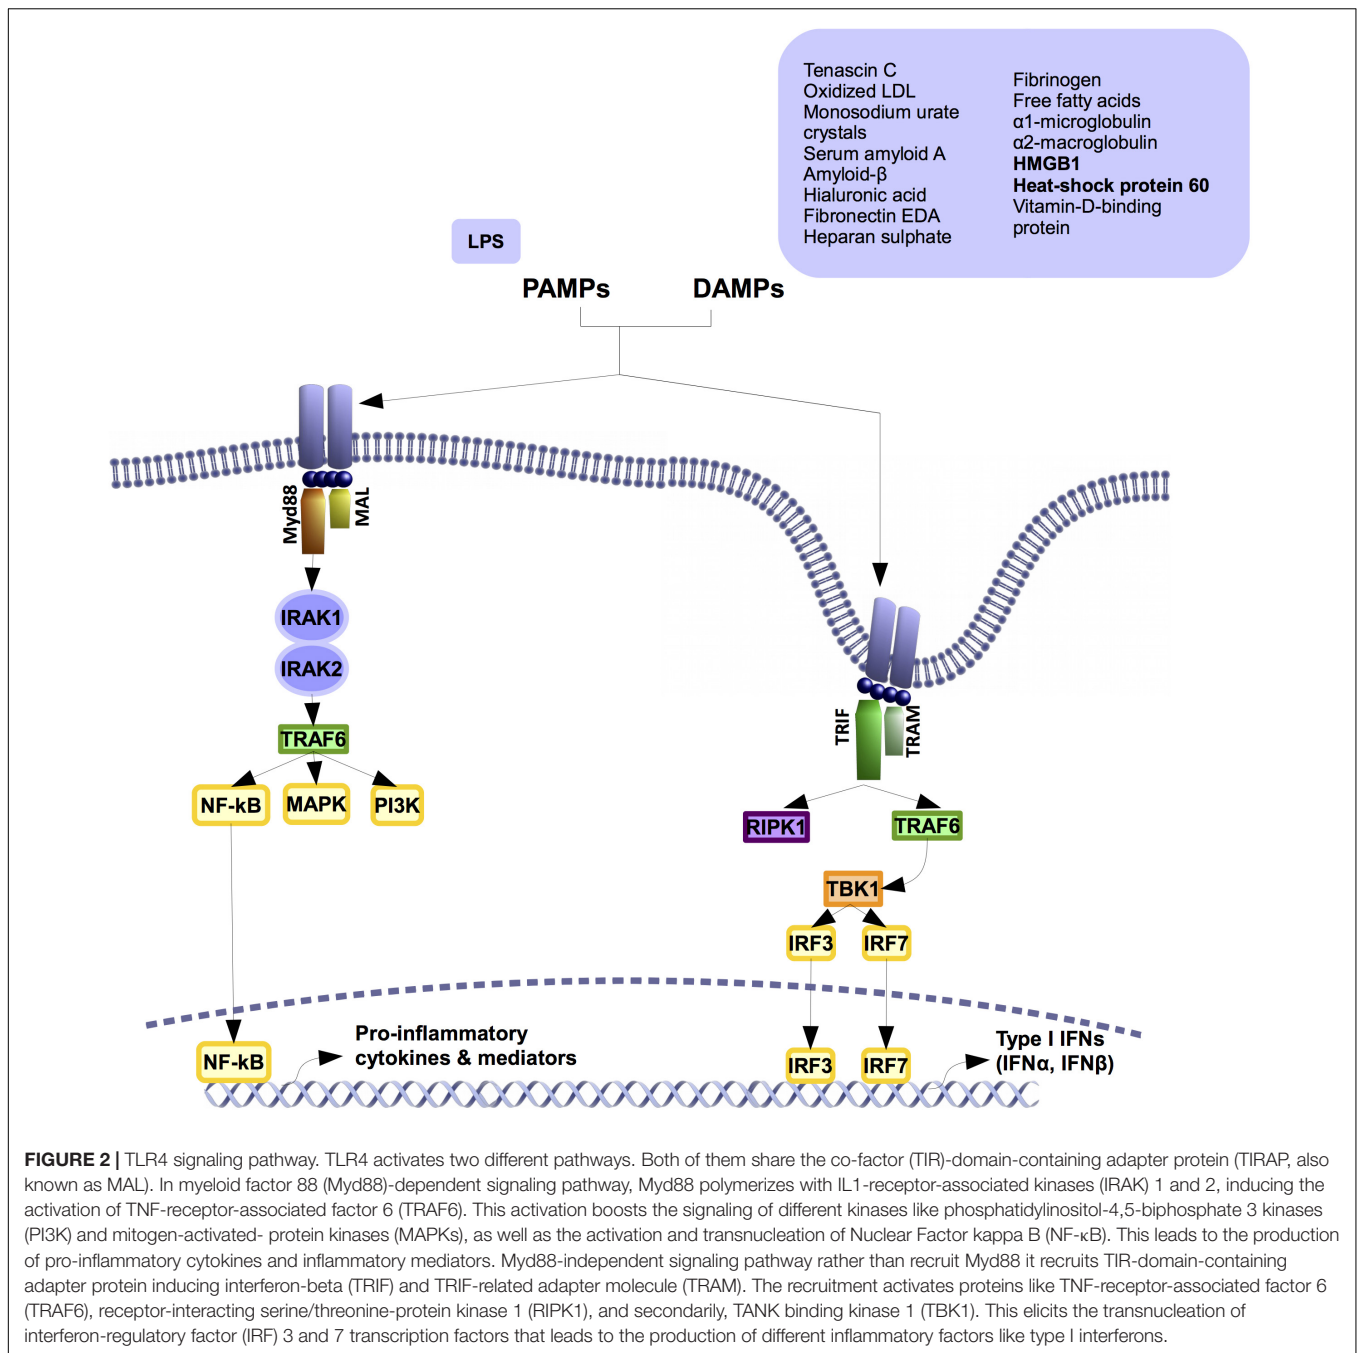 Tenascin C
Oxidized LDL
Monosodium urate
crystals
Serum amyloid A
Amyloid-β
Hialuronic acid
Fibronectin EDA
Heparan sulphate
Fibrinogen
Free fatty acids
α1-microglobulin
α2-macroglobulin
HMGB1
Heat-shock protein 60
Vitamin-D-binding
protein
LPS
PAMPs
DAMPs
Myd88
MAL
IRAK1
IRAK2
TRAF6
NF-kB
MAPK
PI3K
TRIF
TRAM
RIPK1
TRAF6
TBK1
IRF3
IRF7
NF-kB
Pro-inflammatory
cytokines & mediators
IRF3
IRF7
Type I IFNs
(IFNα, IFNβ)
FIGURE 2 | TLR4 signaling pathway. TLR4 activates two different pathways. Both of them share the co-factor (TIR)-domain-containing adapter protein (TIRAP, also
known as MAL). In myeloid factor 88 (Myd88)-dependent signaling pathway, Myd88 polymerizes with IL1-receptor-associated kinases (IRAK) 1 and 2, inducing the
activation of TNF-receptor-associated factor 6 (TRAF6). This activation boosts the signaling of different kinases like phosphatidylinositol-4,5-biphosphate 3 kinases
(PI3K) and mitogen-activated- protein kinases (MAPKs), as well as the activation and transnucleation of Nuclear Factor kappa B (NF-κB). This leads to the production
of pro-inflammatory cytokines and inflammatory mediators. Myd88-independent signaling pathway rather than recruit Myd88 it recruits TIR-domain-containing
adapter protein inducing interferon-beta (TRIF) and TRIF-related adapter molecule (TRAM). The recruitment activates proteins like TNF-receptor-associated factor 6
(TRAF6), receptor-interacting serine/threonine-protein kinase 1 (RIPK1), and secondarily, TANK binding kinase 1 (TBK1). This elicits the transnucleation of
interferon-regulatory factor (IRF) 3 and 7 transcription factors that leads to the production of different inflammatory factors like type I interferons.